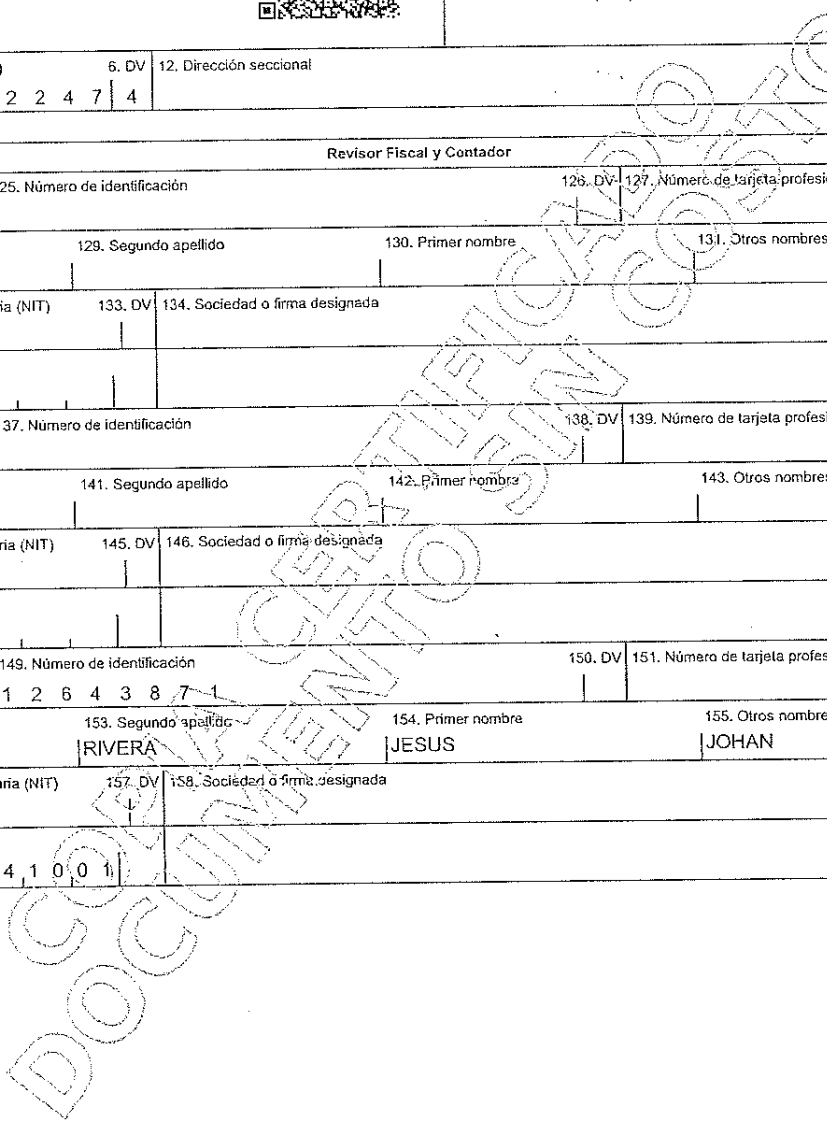 6. DV 12. Dirección seccional
2 2 4 7 4
Revisor Fiscal y Contador
25. Número de identificación 126. DV 127. Número de tarjeta profesi
129. Segundo apellido 130. Primer nombre 131. Otros nombres
ia (NIT) 133. DV 134. Sociedad o firma designada
37. Número de identificación 138. DV 139. Número de tarjeta profesi
141. Segundo apellido 142. Primer nombre 143. Otros nombres
ria (NIT) 145. DV 146. Sociedad o firma designada
149. Número de identificación 150. DV 151. Número de tarjeta profes
1 2 6 4 3 8 7 1
153. Segundo apellido 154. Primer nombre 155. Otros nombre
RIVERA JESUS JOHAN
aria (NIT) 157. DV 158. Sociedad o firma designada
4 1 0 0 1
COPIA CERTIFICADO
DOCUMENTO SIN COSTO